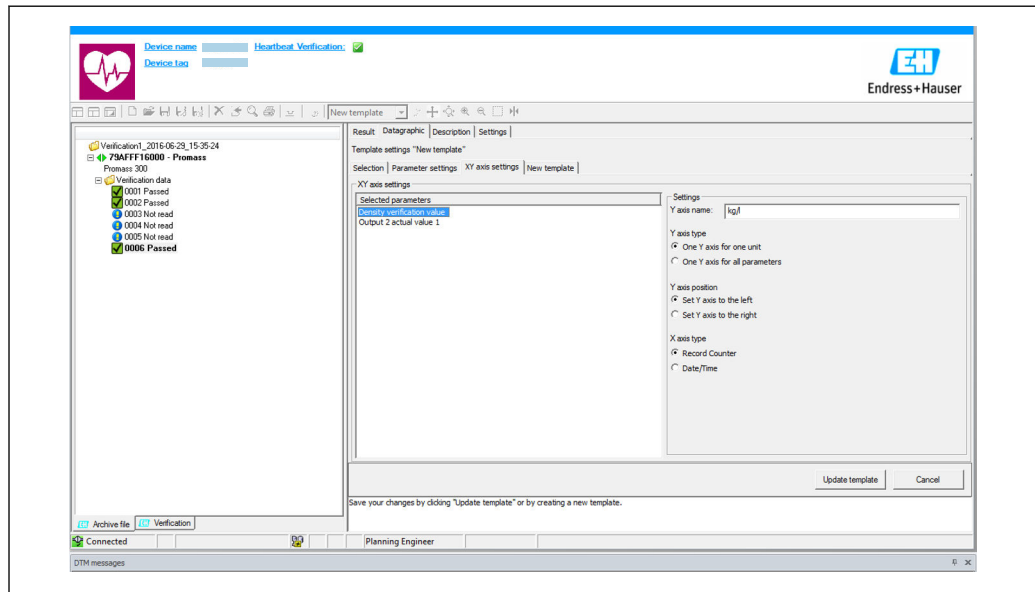 Device name Heartbeat Verification:
Device tag
EH
Endress+Hauser
New template
Result Datagraphic Description Settings
Template settings "New template"
Selection Parameter settings XY axis settings New template
Verification1_2016-06-29_15-35-24
79AFFF16000 - Promass
Promass 300
Verification data
0001 Passed
0002 Passed
0003 Not read
0004 Not read
0005 Not read
0006 Passed
XY axis settings
Selected parameters
Density verification value
Output 2 actual value 1
Settings
Y axis name: kg/l
Y axis type
One Y axis for one unit
One Y axis for all parameters
Y axis position
Set Y axis to the left
Set Y axis to the right
X axis type
Record Counter
Date/Time
Update template Cancel
Save your changes by clicking "Update template" or by creating a new template.
Archive file Verification
Connected Planning Engineer
DTM messages